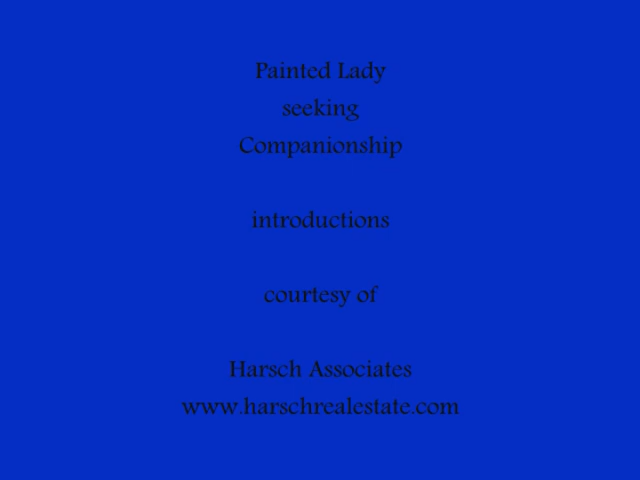 Painted Lady
seeking
Companionship
introductions
courtesy of
Harsch Associates
www.harschrealestate.com